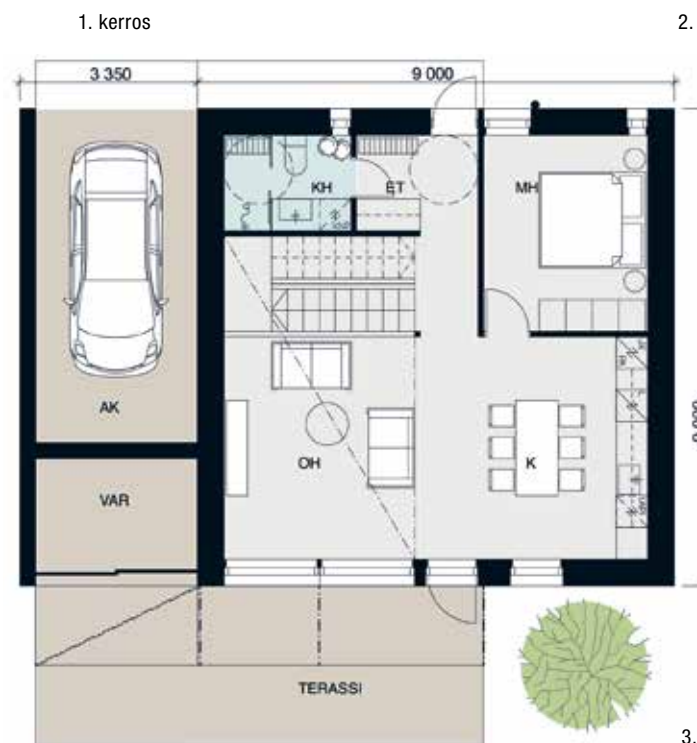 1. kerros
2.
3 350
9 000
KH
ET
MH
AK
OH
K
VAR
TERASSI
3.